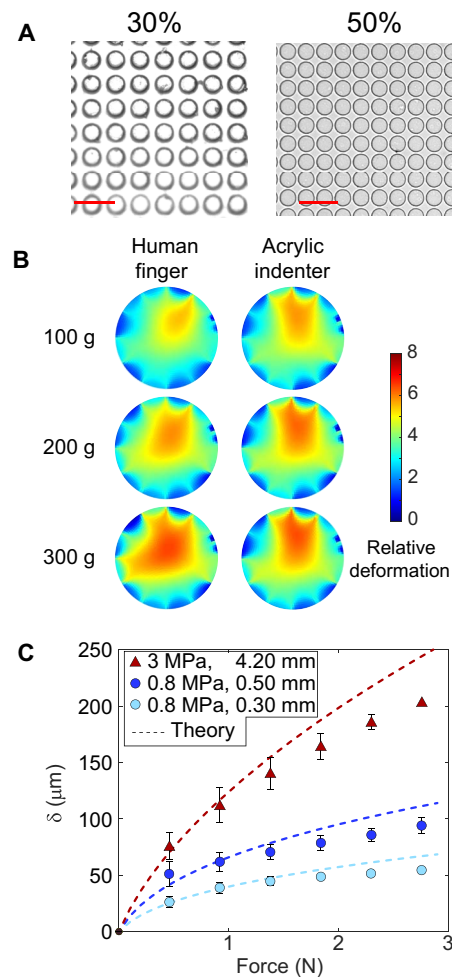 A
30%
50%
B
Human
finger
Acrylic
indenter
100 g
200 g
300 g
8
6
4
2
0
Relative
deformation
C
250
200
150
100
50
0
δ (μm)
3 MPa, 4.20 mm
0.8 MPa, 0.50 mm
0.8 MPa, 0.30 mm
Theory
1
2
3
Force (N)